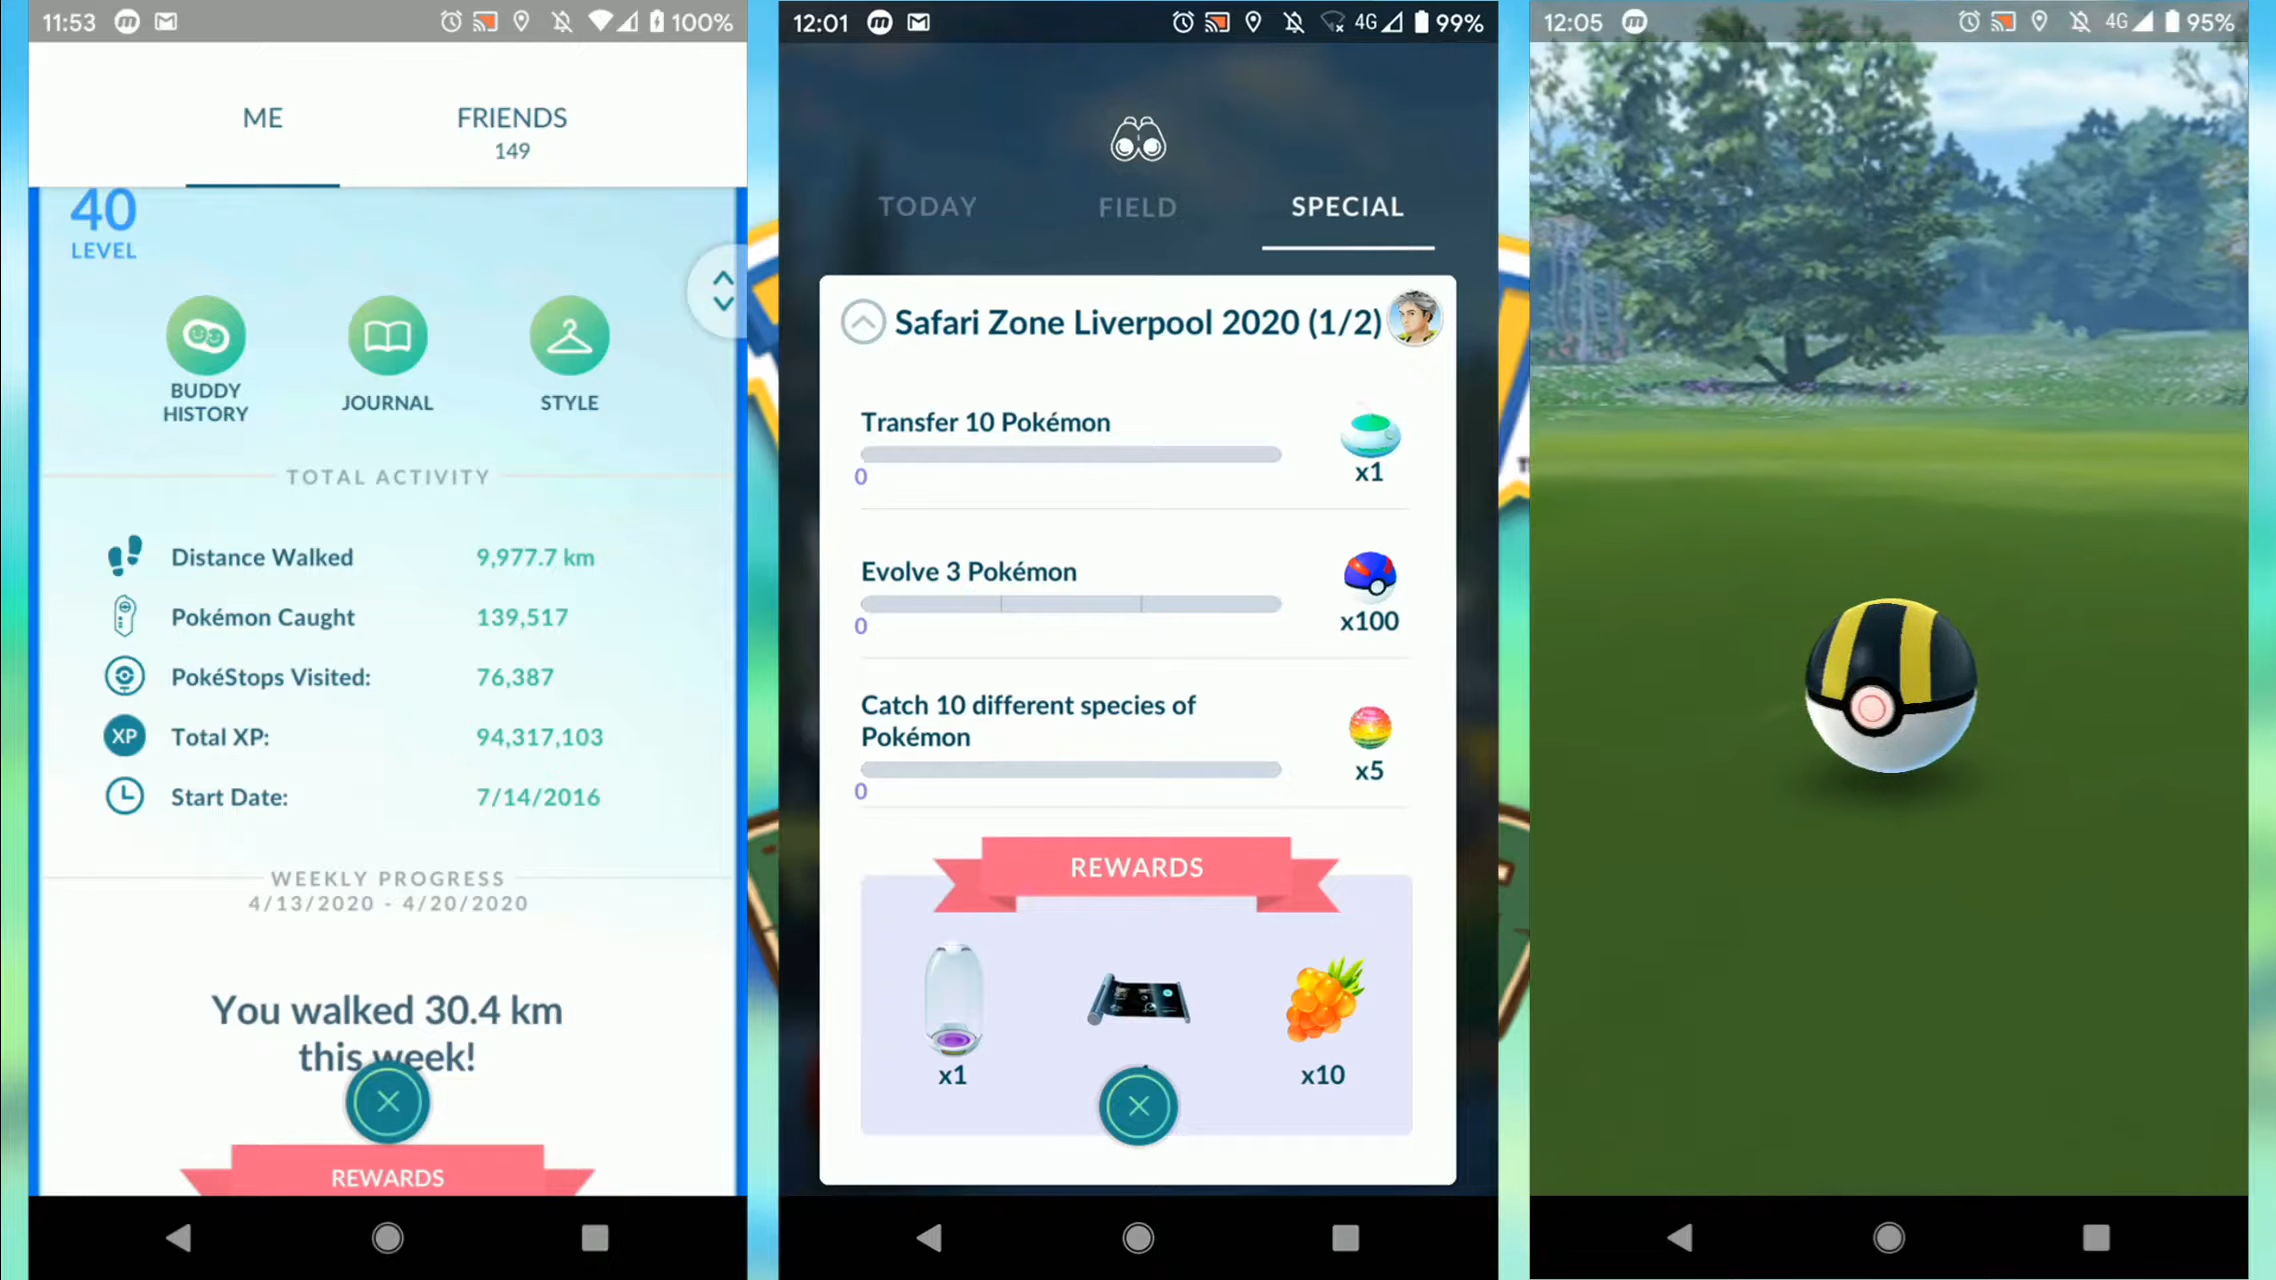 11:53
100%
ME
FRIENDS
149
40
LEVEL
BUDDY
HISTORY
JOURNAL
STYLE
TOTAL ACTIVITY
Distance Walked 9,977.7 km
Pokémon Caught 139,517
PokéStops Visited: 76,387
XP Total XP: 94,317,103
Start Date: 7/14/2016
WEEKLY PROGRESS
4/13/2020 - 4/20/2020
You walked 30.4 km
this week!
REWARDS
12:01
4G 99%
TODAY
FIELD
SPECIAL
Safari Zone Liverpool 2020 (1/2)
Transfer 10 Pokémon
0
x1
Evolve 3 Pokémon
0
x100
Catch 10 different species of
Pokémon
0
x5
REWARDS
x1
x10
12:05
4G 95%